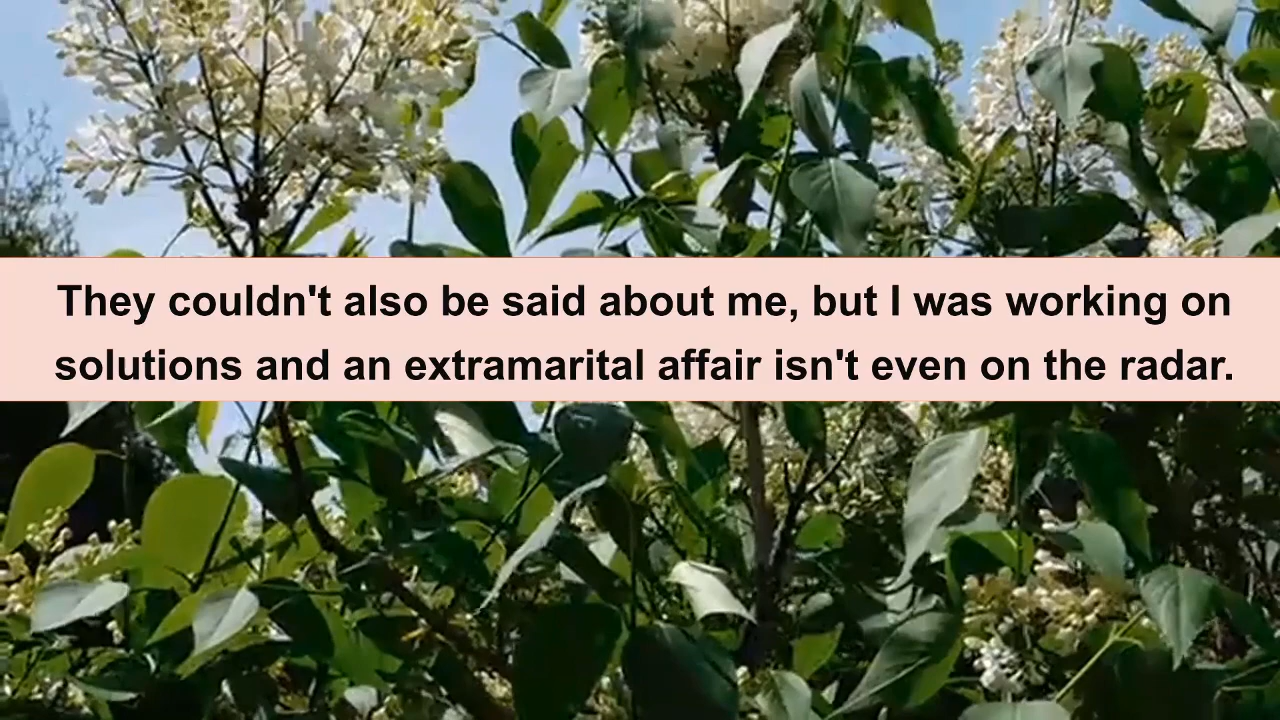 They couldn't also be said about me, but I was working on
solutions and an extramarital affair isn't even on the radar.